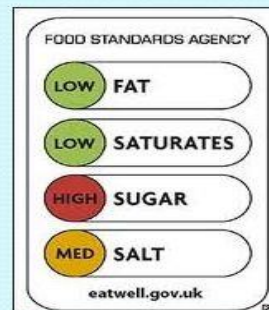 FOOD STANDARDS AGENCY
LOW FAT
LOW SATURATES
HIGH SUGAR
MED SALT
eatwell.gov.uk